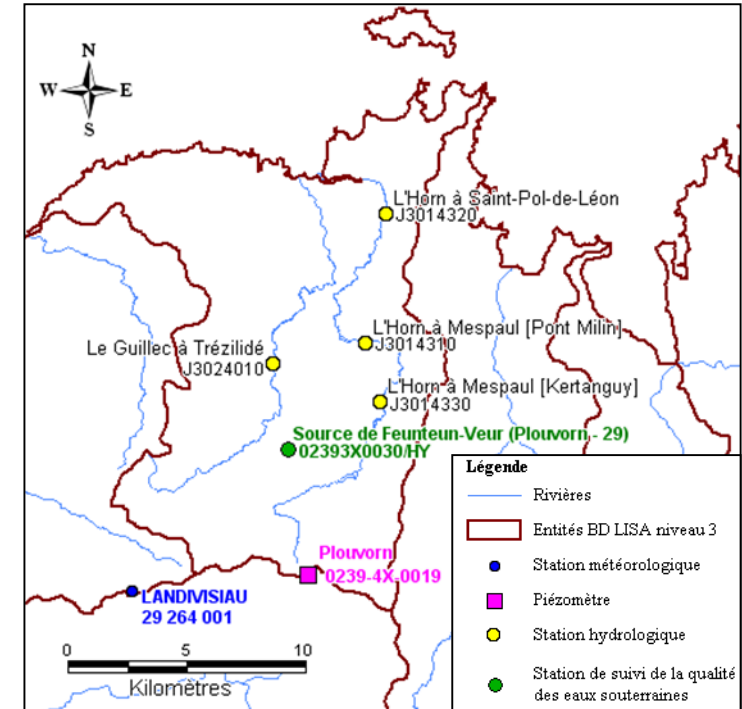 N
W E
S
L'Horn à Saint-Pol-de-Léon
J3014320
L'Horn à Mespaul [Pont Milin]
J3014310
Le Guillec à Trézilidé
J3024010
L'Horn à Mespaul [Kertanguy]
J3014330
Source de Feunteun-Veur (Plouvorn - 29)
02393X0030/HY
Plouvorn
0239-4X-0019
LANDIVISIAU
29 264 001
0 5 10
Kilomètres
Légende
Rivières
Entités BD LISA niveau 3
Station météorologique
Piézomètre
Station hydrologique
Station de suivi de la qualité
des eaux souterraines